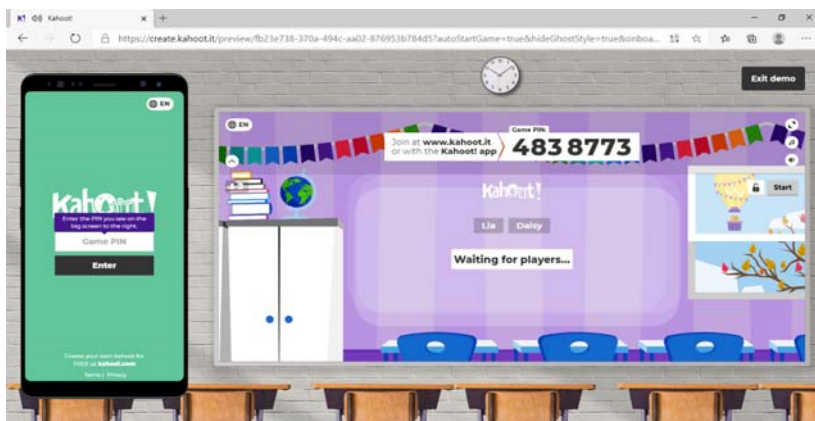 Kahoot!
https://create.kahoot.it/preview/fb23e738-370a-494c-aa02-876953b784d5?autoStartGame=true&hideGhostStyle=true&onboa...
Exit demo
EN
Kahoot!
Enter the PIN you see on the
big screen to the right.
Game PIN
Enter
Create your own kahoot for
FREE at kahoot.com
Terms | Privacy
EN
Join at www.kahoot.it
or with the Kahoot! app
Game PIN:
483 8773
Kahoot!
Start
Lia Daisy
Waiting for players...